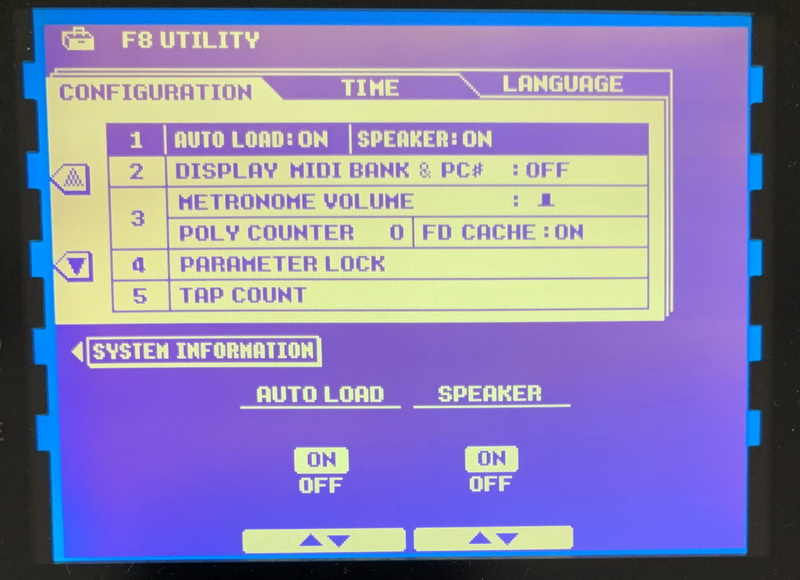 F8 UTILITY
CONFIGURATION TIME LANGUAGE
1 AUTO LOAD:ON SPEAKER:ON
2 DISPLAY MIDI BANK & PC# :OFF
3 METRONOME VOLUME :
POLY COUNTER 0 FD CACHE:ON
4 PARAMETER LOCK
5 TAP COUNT
SYSTEM INFORMATION
AUTO LOAD SPEAKER
ON ON
OFF OFF